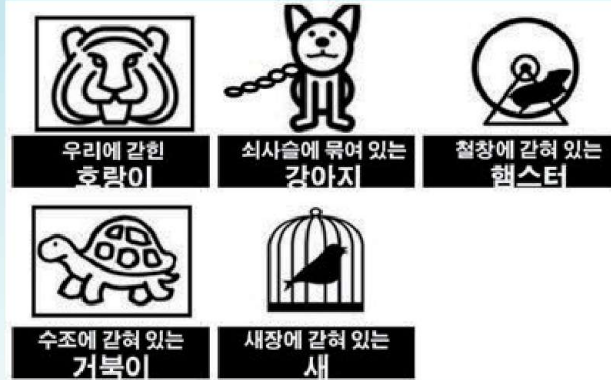 우리에 갇힌
호랑이
쇠사슬에 묶여 있는
강아지
철창에 갇혀 있는
햄스터
수조에 갇혀 있는
거북이
새장에 갇혀 있는
새